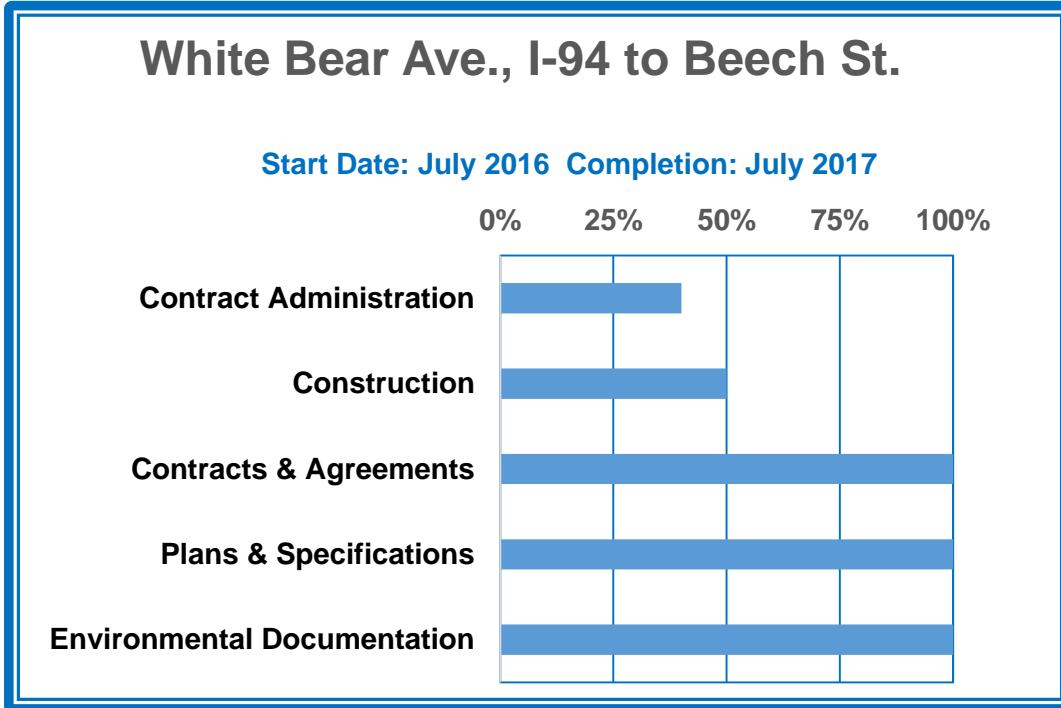 White Bear Ave., I-94 to Beech St.
Start Date: July 2016  Completion: July 2017
0% 25% 50% 75% 100%
Contract Administration
Construction
Contracts & Agreements
Plans & Specifications
Environmental Documentation